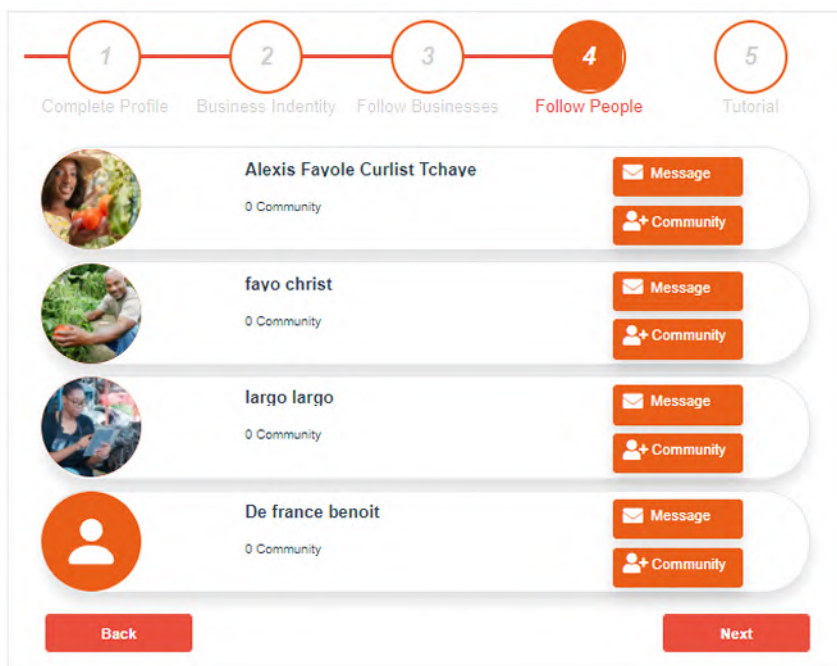 1 2 3 4 5
Complete Profile Business Indentity Follow Businesses Follow People Tutorial
Alexis Fayole Curlist Tchaye
Message
0 Community
Community
fayo christ
Message
0 Community
Community
largo largo
Message
0 Community
Community
De france benoit
Message
0 Community
Community
Back Next